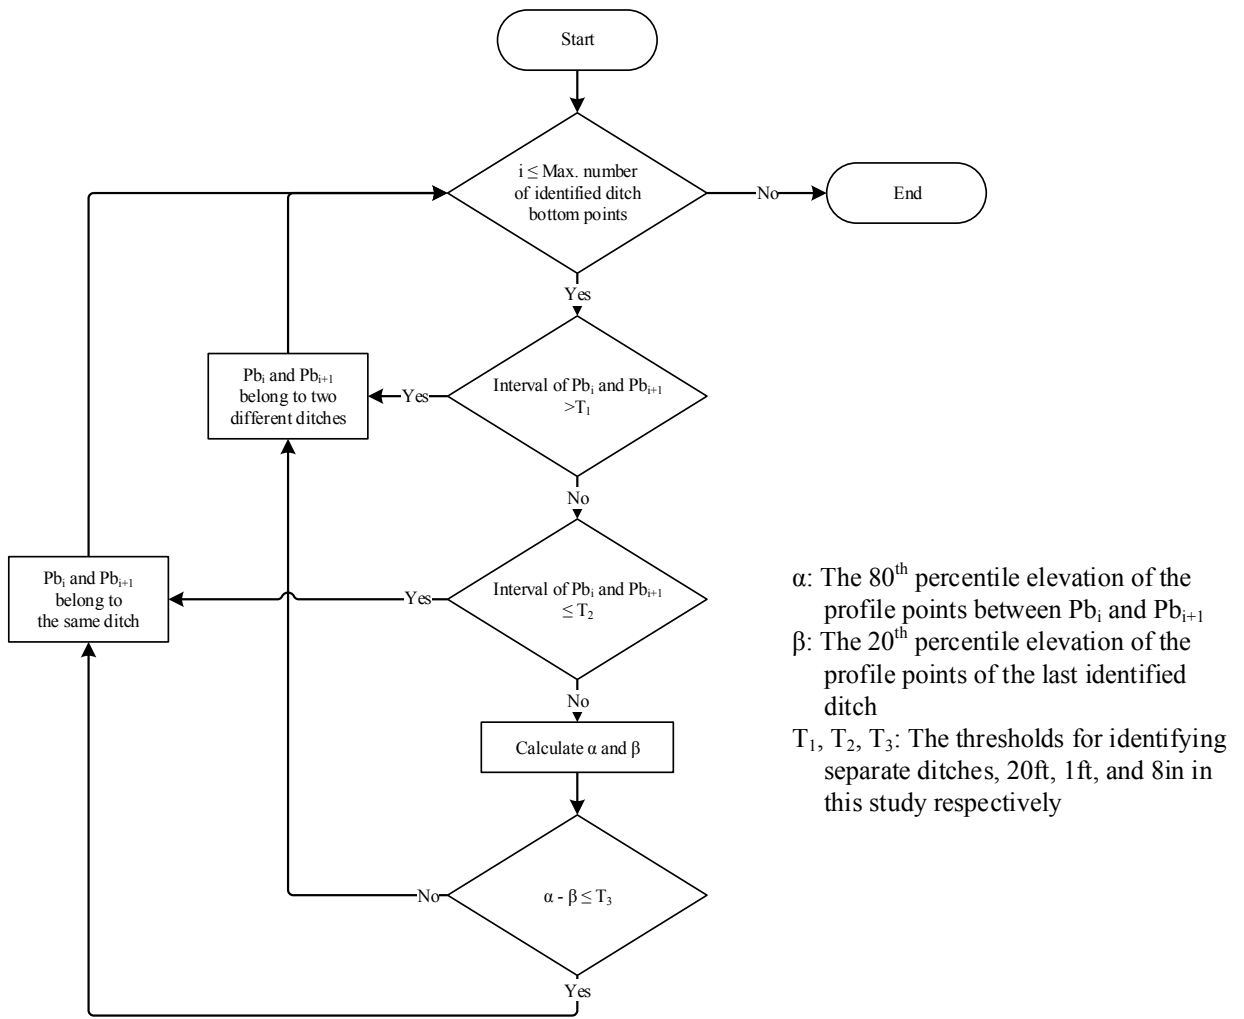 Start
i ≤ Max. number
of identified ditch
bottom points
No
End
Yes
Pbᵢ and Pbᵢ₊₁
belong to two
different ditches
Yes
Interval of Pbᵢ and Pbᵢ₊₁
>T₁
No
Pbᵢ and Pbᵢ₊₁
belong to
the same ditch
Yes
Interval of Pbᵢ and Pbᵢ₊₁
≤ T₂
No
Calculate α and β
No
α - β ≤ T₃
Yes
α: The 80ᵗʰ percentile elevation of the
profile points between Pbᵢ and Pbᵢ₊₁
β: The 20ᵗʰ percentile elevation of the
profile points of the last identified
ditch
T₁, T₂, T₃: The thresholds for identifying
separate ditches, 20ft, 1ft, and 8in in
this study respectively